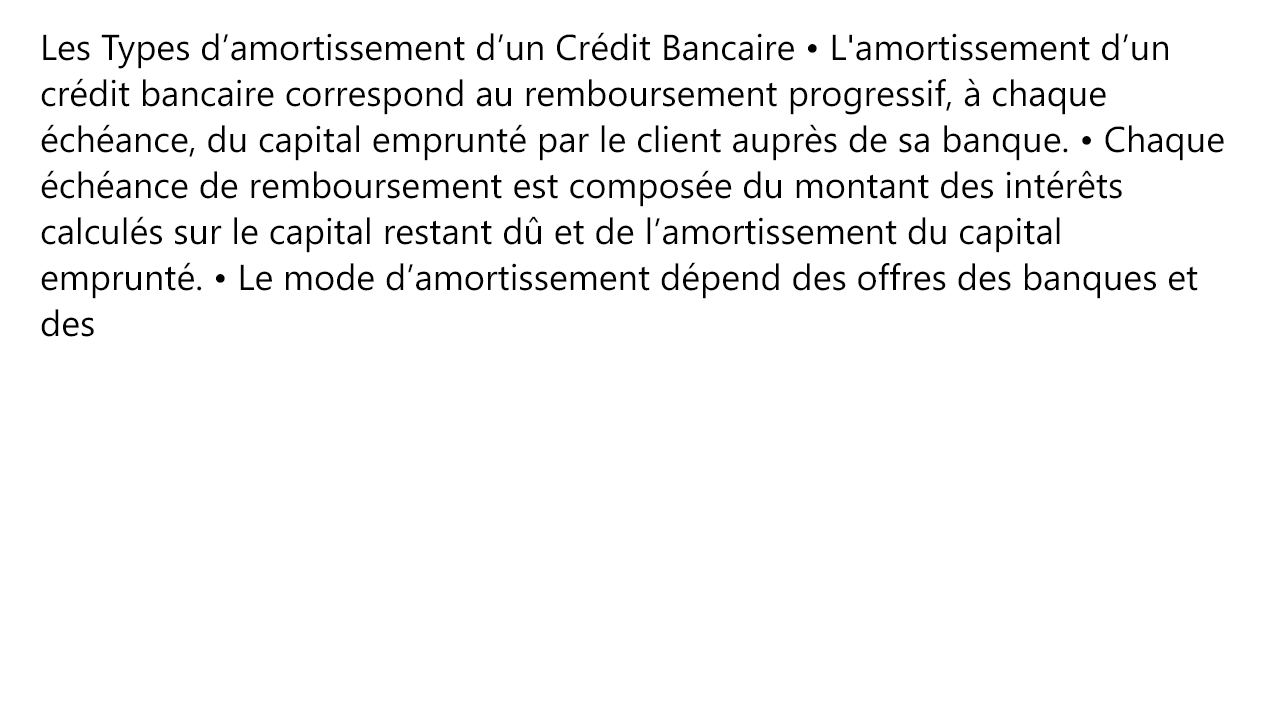 Les Types d’amortissement d’un Crédit Bancaire • L'amortissement d’un
crédit bancaire correspond au remboursement progressif, à chaque
échéance, du capital emprunté par le client auprès de sa banque. • Chaque
échéance de remboursement est composée du montant des intérêts
calculés sur le capital restant dû et de l’amortissement du capital
emprunté. • Le mode d’amortissement dépend des offres des banques et
des